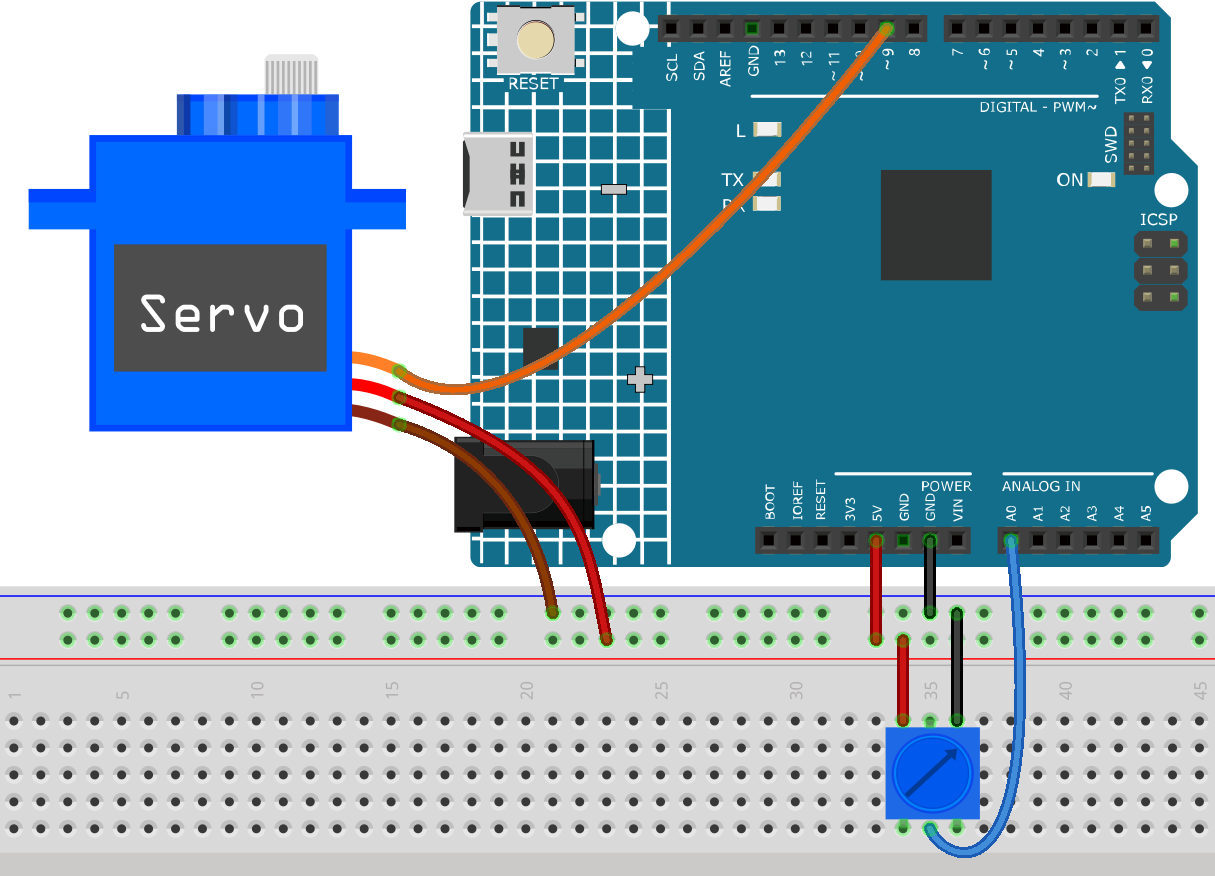 RESET
SCL
SDA
AREF
GND
13
12
~ 11
~ 9
8
7
~ 6
~ 5
4
~ 3
2
TX0 ▶ 1
RX0 ◀ 0
DIGITAL - PWM~
L
TX
ON
SWD
ICSP
Servo
POWER
ANALOG IN
BOOT
IOREF
RESET
3V3
5V
GND
GND
VIN
A0
A1
A2
A3
A4
A5
1
5
10
15
20
25
30
35
40
45